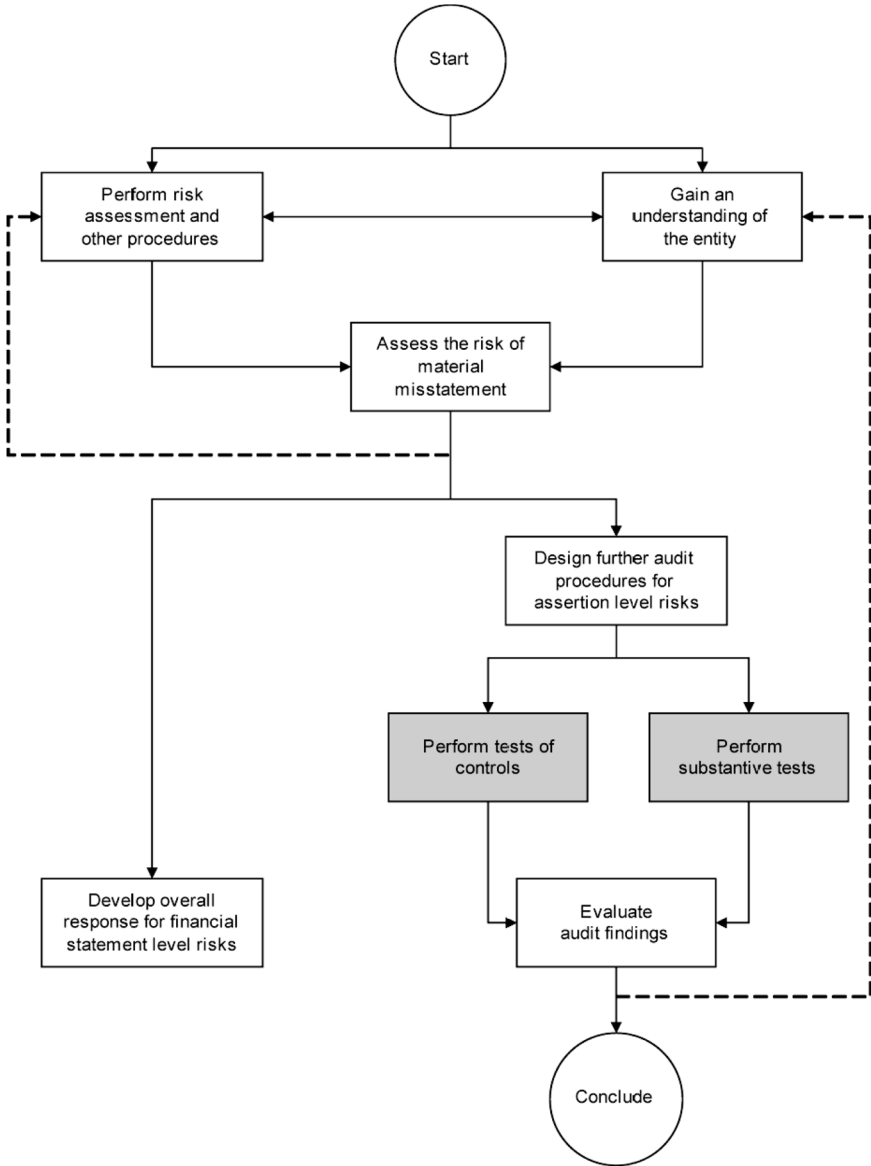 Start
Perform risk
assessment and
other procedures
Gain an
understanding of
the entity
Assess the risk of
material
misstatement
Design further audit
procedures for
assertion level risks
Perform tests of
controls
Perform
substantive tests
Develop overall
response for financial
statement level risks
Evaluate
audit findings
Conclude